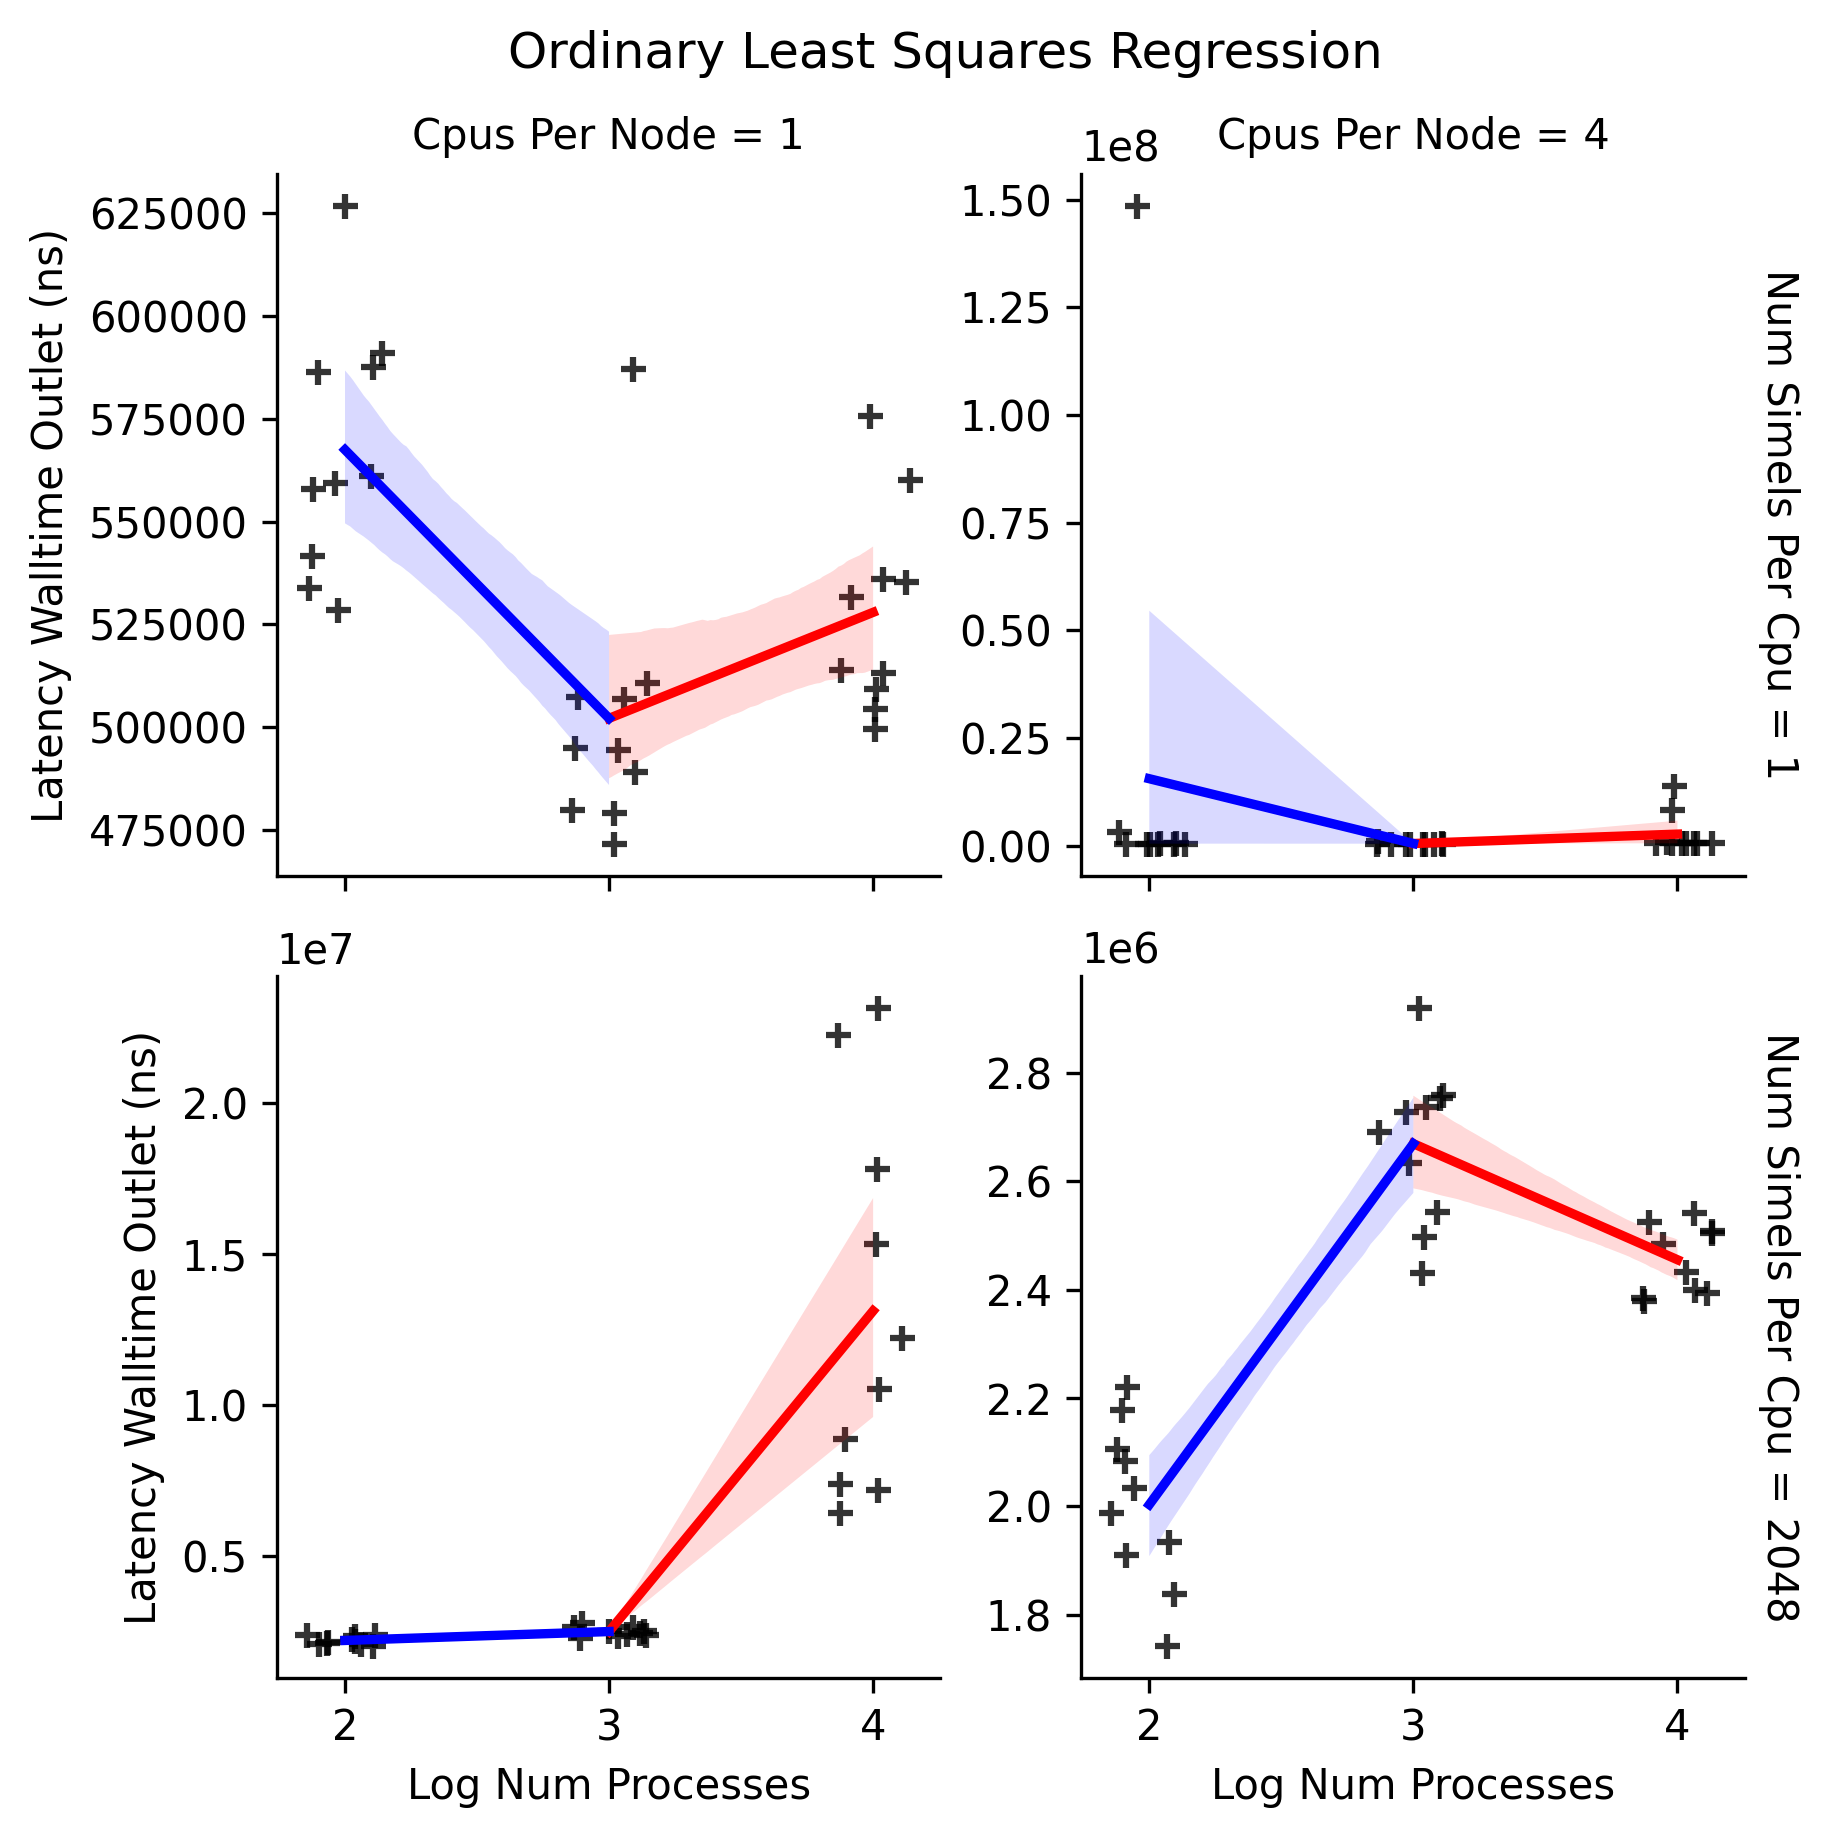 Ordinary Least Squares Regression
Cpus Per Node = 1
Cpus Per Node = 4
Latency Walltime Outlet (ns)
625000
600000
575000
550000
525000
500000
475000
1e8
1.50
1.25
1.00
0.75
0.50
0.25
0.00
Num Simels Per Cpu = 1
Latency Walltime Outlet (ns)
1e7
2.0
1.5
1.0
0.5
2
3
4
Log Num Processes
1e6
2.8
2.6
2.4
2.2
2.0
1.8
2
3
4
Log Num Processes
Num Simels Per Cpu = 2048